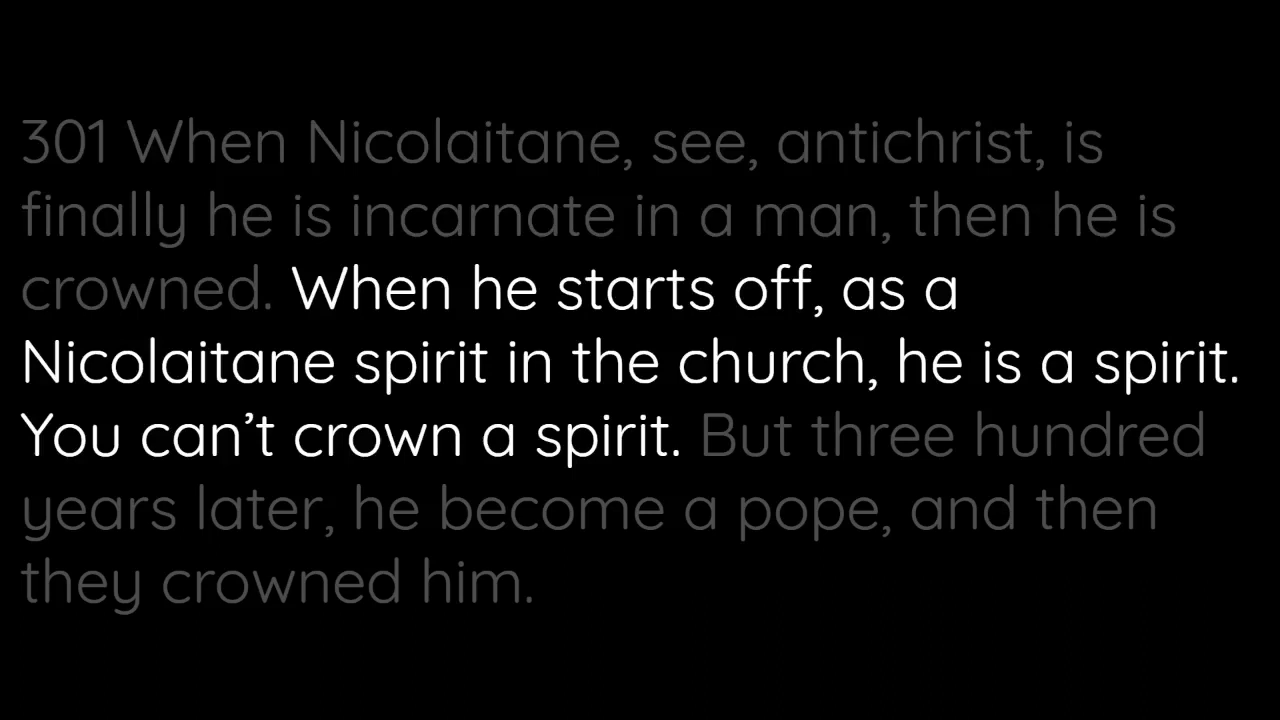 301 When Nicolaitane, see, antichrist, is
finally he is incarnate in a man, then he is
crowned. When he starts off, as a
Nicolaitane spirit in the church, he is a spirit.
You can’t crown a spirit. But three hundred
years later, he become a pope, and then
they crowned him.